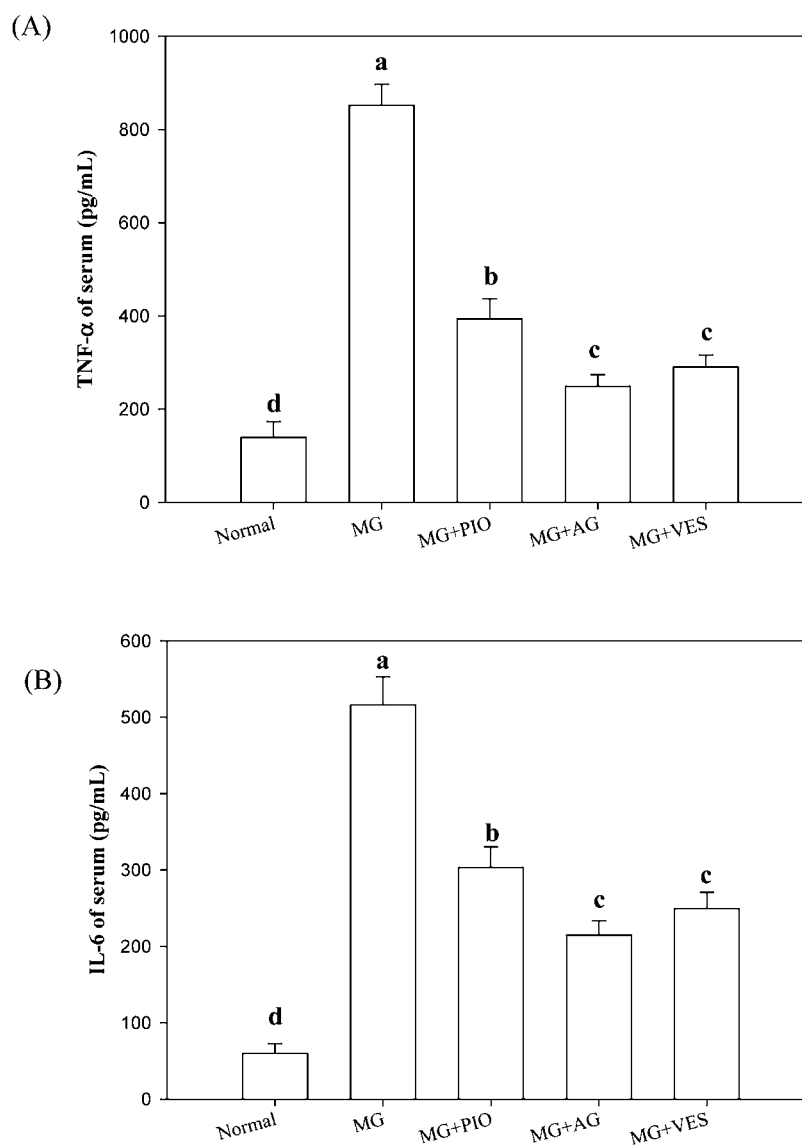 (A)
1000
800
600
400
200
0
TNF-α of serum (pg/mL)
a
b
c
c
d
Normal
MG
MG+PIO
MG+AG
MG+VES
(B)
600
500
400
300
200
100
0
IL-6 of serum (pg/mL)
a
b
c
c
d
Normal
MG
MG+PIO
MG+AG
MG+VES